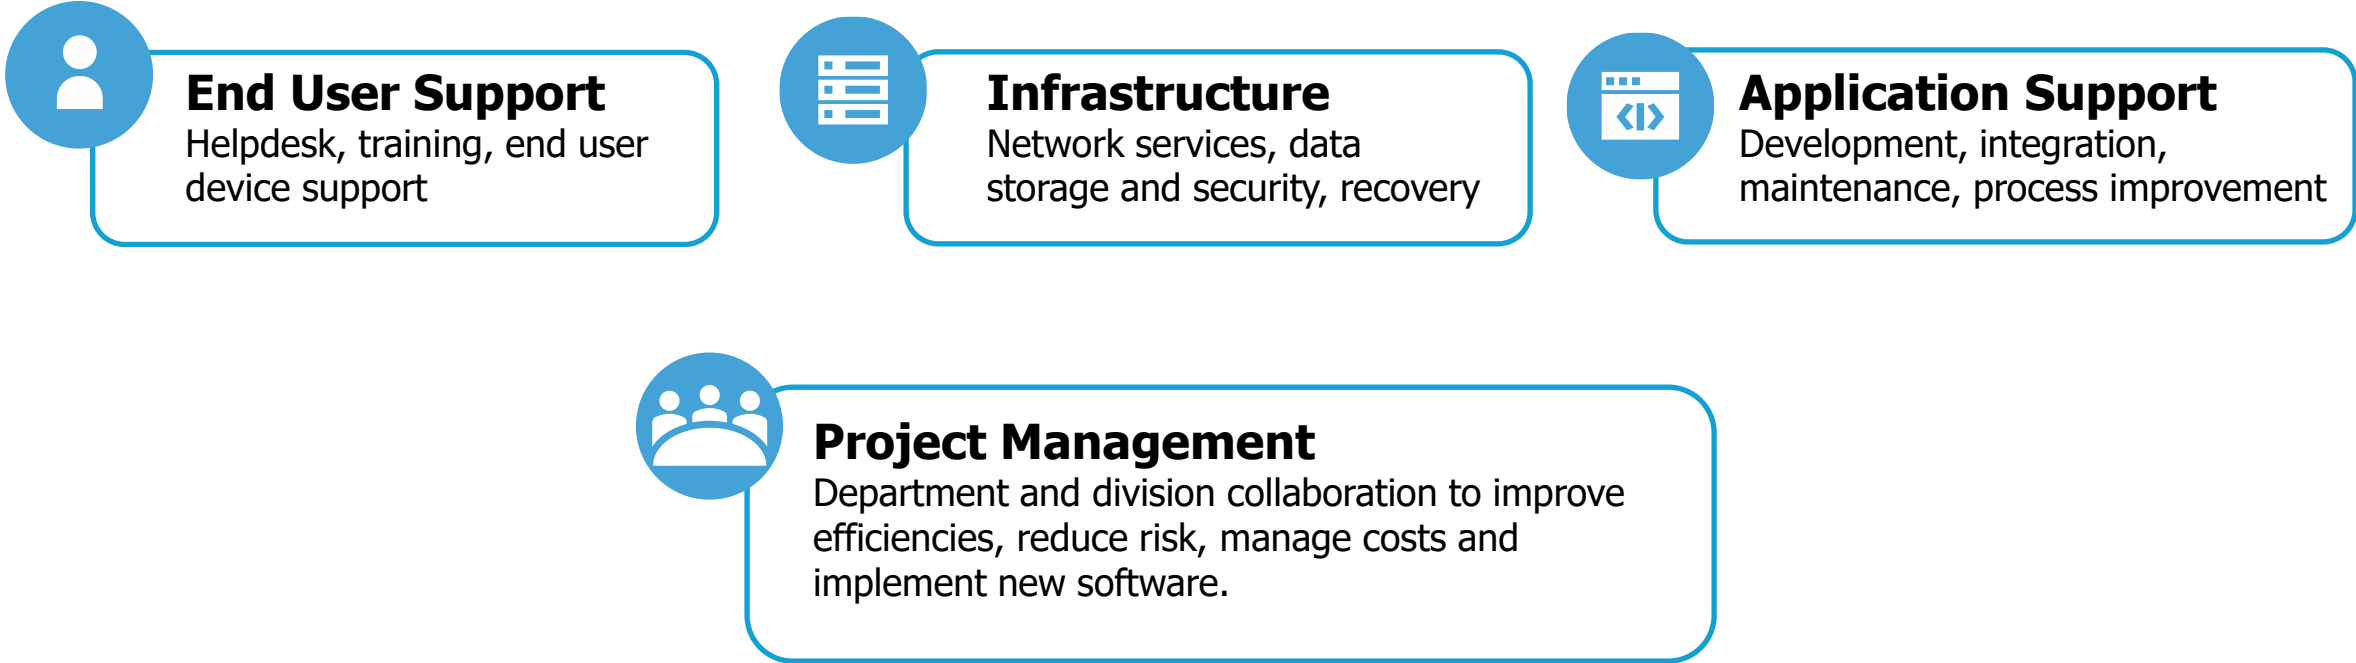 End User Support
Helpdesk, training, end user
device support
Infrastructure
Network services, data
storage and security, recovery
Application Support
Development, integration,
maintenance, process improvement
Project Management
Department and division collaboration to improve
efficiencies, reduce risk, manage costs and
implement new software.